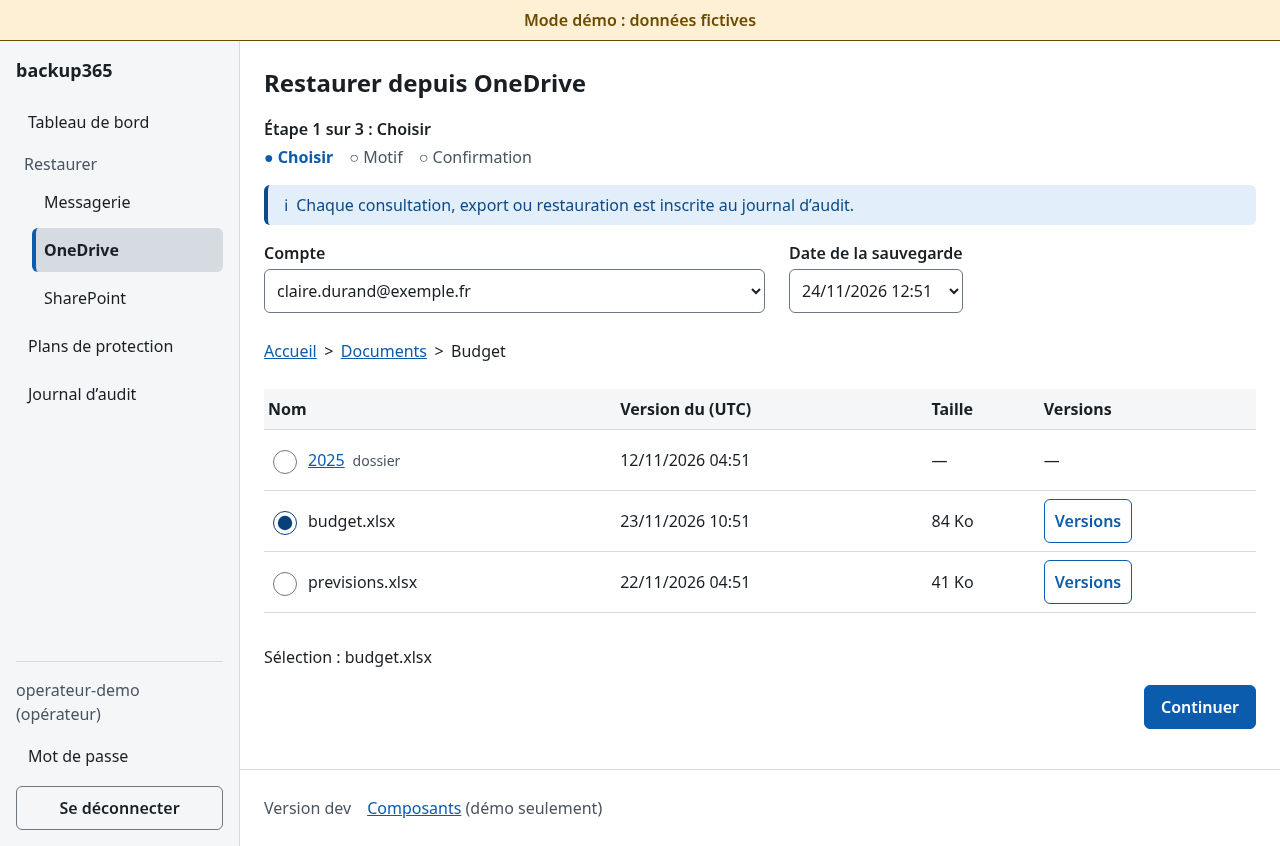 Mode démo : données fictives
backup365
Tableau de bord
Restaurer
Messagerie
OneDrive
SharePoint
Plans de protection
Journal d’audit
operateur-demo
(opérateur)
Mot de passe
Se déconnecter
Restaurer depuis OneDrive
Étape 1 sur 3 : Choisir
● Choisir ○ Motif ○ Confirmation
i Chaque consultation, export ou restauration est inscrite au journal d’audit.
Compte Date de la sauvegarde
claire.durand@exemple.fr 24/11/2026 12:51
Accueil > Documents > Budget
Nom Version du (UTC) Taille Versions
2025 dossier 12/11/2026 04:51 — —
budget.xlsx 23/11/2026 10:51 84 Ko Versions
previsions.xlsx 22/11/2026 04:51 41 Ko Versions
Sélection : budget.xlsx
Continuer
Version dev Composants (démo seulement)